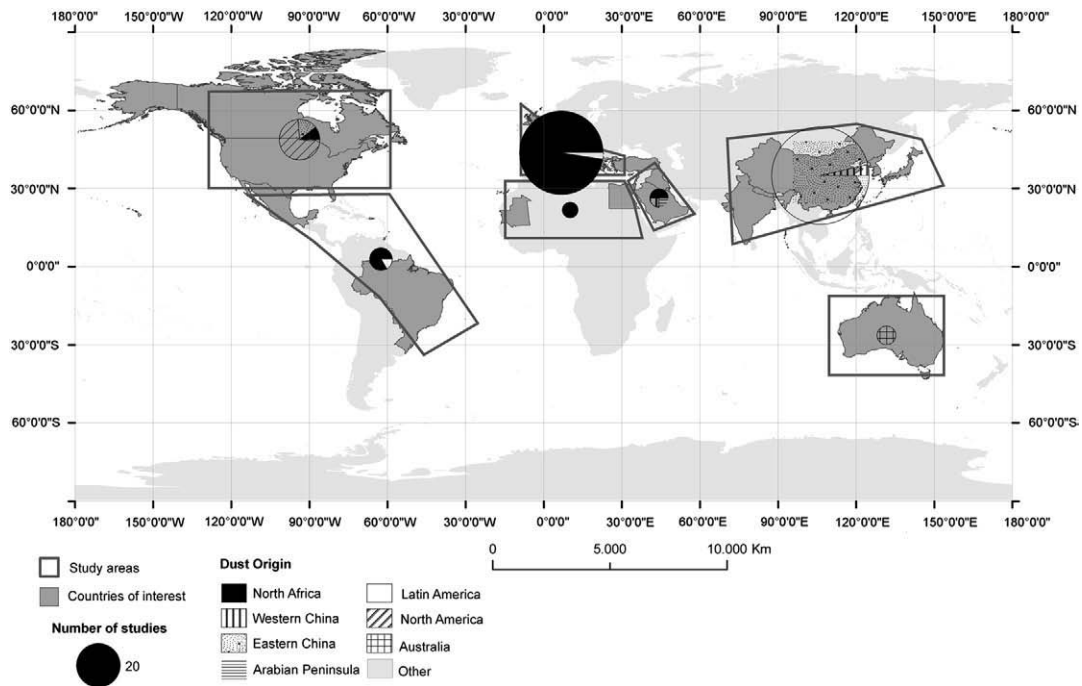 180°0'0" 150°0'0"W 120°0'0"W 90°0'0"W 60°0'0"W 30°0'0"W 0°0'0" 30°0'0"E 60°0'0"E 90°0'0"E 120°0'0"E 150°0'0"E 180°0'0"
60°0'0"N 60°0'0"N
30°0'0"N 30°0'0"N
0°0'0" 0°0'0"
30°0'0"S 30°0'0"S
60°0'0"S 60°0'0"S
180°0'0" 150°0'0"W 120°0'0"W 90°0'0"W 60°0'0"W 30°0'0"W 0°0'0" 30°0'0"E 60°0'0"E 90°0'0"E 120°0'0"E 150°0'0"E 180°0'0"
0 5.000 10.000 Km
Study areas
Countries of interest
Number of studies
20
Dust Origin
North Africa
Western China
Eastern China
Arabian Peninsula
Latin America
North America
Australia
Other